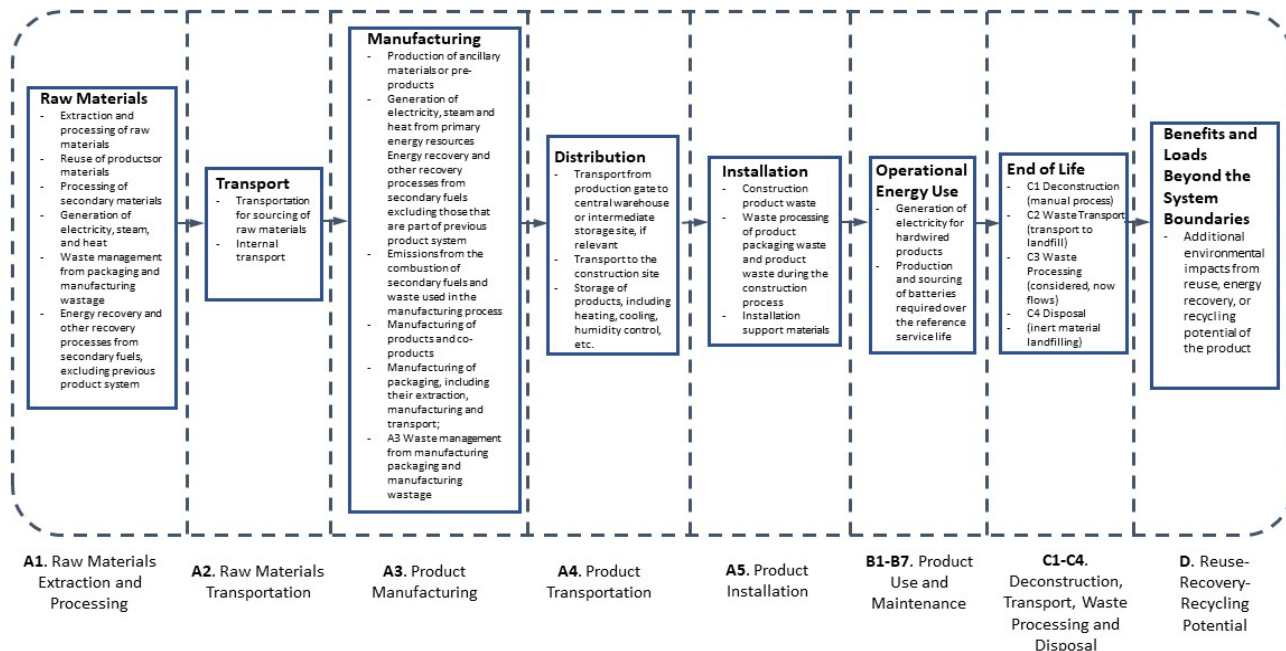 Raw Materials
- Extraction and
processing of raw
materials
- Reuse of productsor
materials
- Processing of
secondary materials
- Generation of
electricity, steam, and
heat
- Waste management
from packaging and
manufacturing
wastage
- Energy recovery and
other recovery
processes from
secondary fuels,
excluding previous
product system
Transport
- Transportation
for sourcing of
raw materials
- Internal
transport
Manufacturing
- Production of ancillary
materials or pre-
products
- Generation of
electricity, steam and
heat from primary
energy resources
Energy recovery and
other recovery
processes from
secondary fuels
excluding those that
are part of previous
product system
- Emissions from the
combustion of
secondary fuels and
waste used in the
manufacturing process
- Manufacturing of
products and co-
products
- Manufacturing of
packaging, including
their extraction,
manufacturing and
transport;
- A3 Waste management
from manufacturing
packaging and
manufacturing
wastage
Distribution
- Transport from
production gate to
central warehouse
or intermediate
storage site, if
relevant
- Transport to the
construction site
- Storage of
products, including
heating, cooling,
humidity control,
etc.
Installation
- Construction
product waste
- Waste processing
of product
packaging waste
and product
waste during the
construction
process
- Installation
support materials
Operational
Energy Use
- Generation of
electricity for
hardwired
products
- Production
and sourcing
of batteries
required over
the reference
service life
End of Life
- C1 Deconstruction
(manual process)
- C2 Waste Transport
(transport to
landfill)
- C3 Waste
Processing
(considered, now
flows)
- C4 Disposal
- (inert material
landfilling)
Benefits and
Loads
Beyond the
System
Boundaries
- Additional
environmental
impacts from
reuse, energy
recovery, or
recycling
potential of
the product
A1. Raw Materials
Extraction and
Processing
A2. Raw Materials
Transportation
A3. Product
Manufacturing
A4. Product
Transportation
A5. Product
Installation
B1-B7. Product
Use and
Maintenance
C1-C4.
Deconstruction,
Transport, Waste
Processing and
Disposal
D. Reuse-
Recovery-
Recycling
Potential